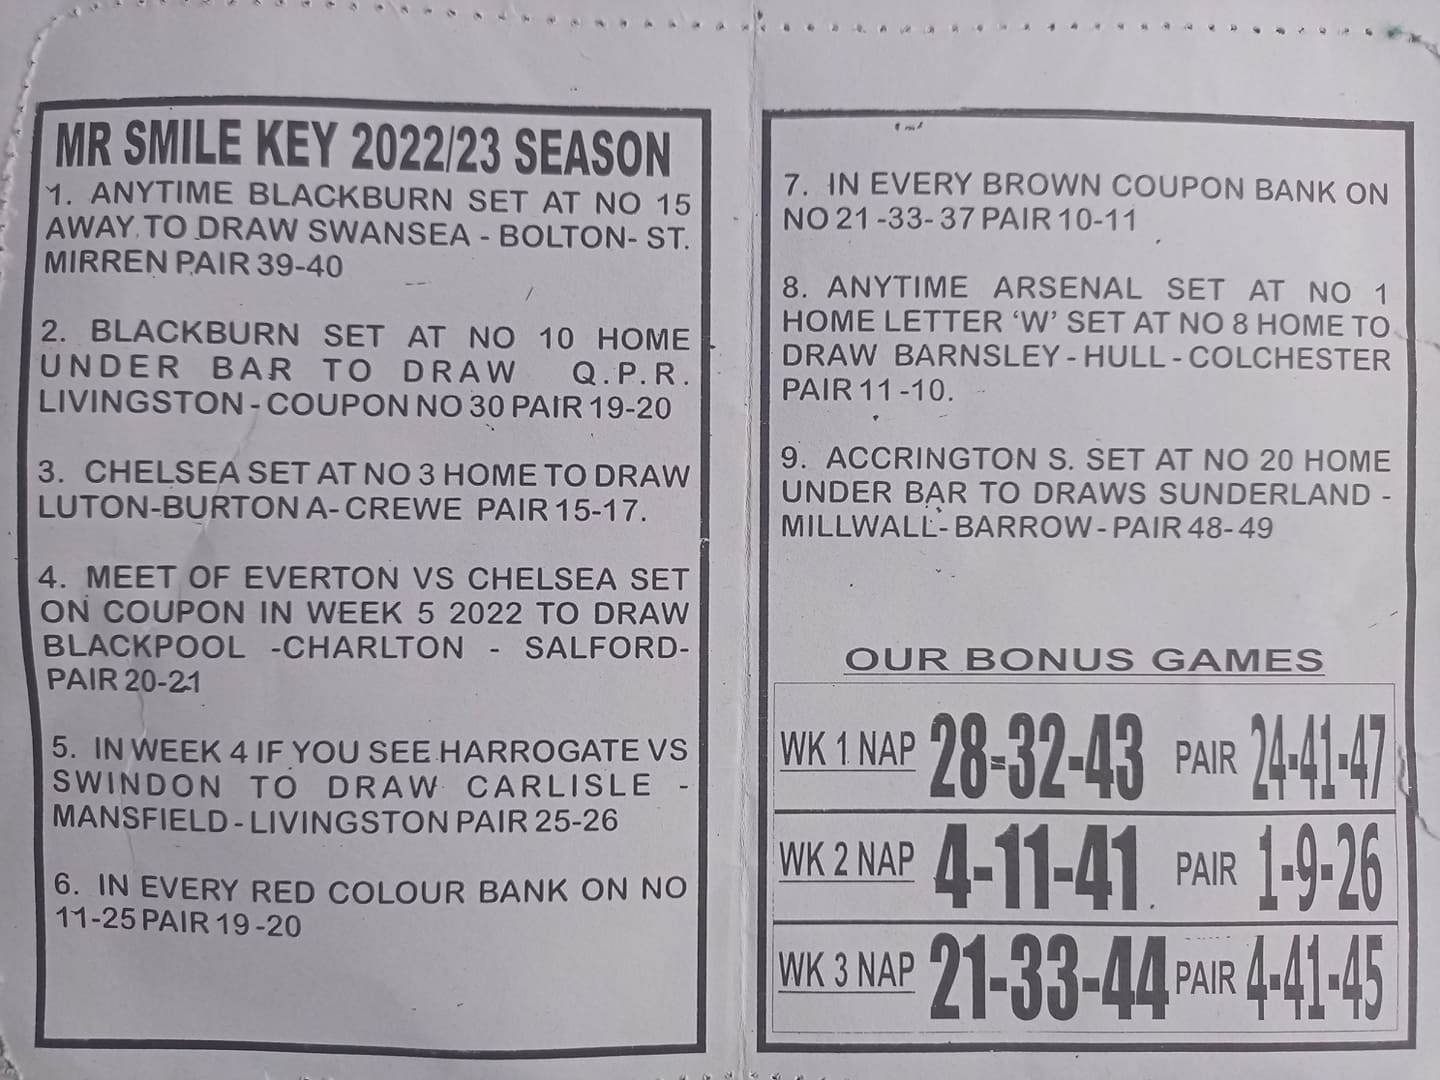 MR SMILE KEY 2022/23 SEASON
1. ANYTIME BLACKBURN SET AT NO 15
AWAY TO DRAW SWANSEA - BOLTON- ST.
MIRREN PAIR 39-40
2. BLACKBURN SET AT NO 10 HOME
UNDER BAR TO DRAW Q.P.R.
LIVINGSTON - COUPON NO 30 PAIR 19-20
3. CHELSEA SET AT NO 3 HOME TO DRAW
LUTON-BURTON A- CREWE PAIR 15-17.
4. MEET OF EVERTON VS CHELSEA SET
ON COUPON IN WEEK 5 2022 TO DRAW
BLACKPOOL -CHARLTON - SALFORD-
PAIR 20-21
5. IN WEEK 4 IF YOU SEE HARROGATE VS
SWINDON TO DRAW CARLISLE -
MANSFIELD - LIVINGSTON PAIR 25-26
6. IN EVERY RED COLOUR BANK ON NO
11-25 PAIR 19-20
7. IN EVERY BROWN COUPON BANK ON
NO 21-33-37 PAIR 10-11
8. ANYTIME ARSENAL SET AT NO 1
HOME LETTER ‘W’ SET AT NO 8 HOME TO
DRAW BARNSLEY - HULL - COLCHESTER
PAIR 11-10.
9. ACCRINGTON S. SET AT NO 20 HOME
UNDER BAR TO DRAWS SUNDERLAND -
MILLWALL- BARROW - PAIR 48-49
OUR BONUS GAMES
WK 1 NAP 28=32-43 PAIR 24-41-47
WK 2 NAP 4-11-41 PAIR 1-9-26
WK 3 NAP 21-33-44 PAIR 4-41-45